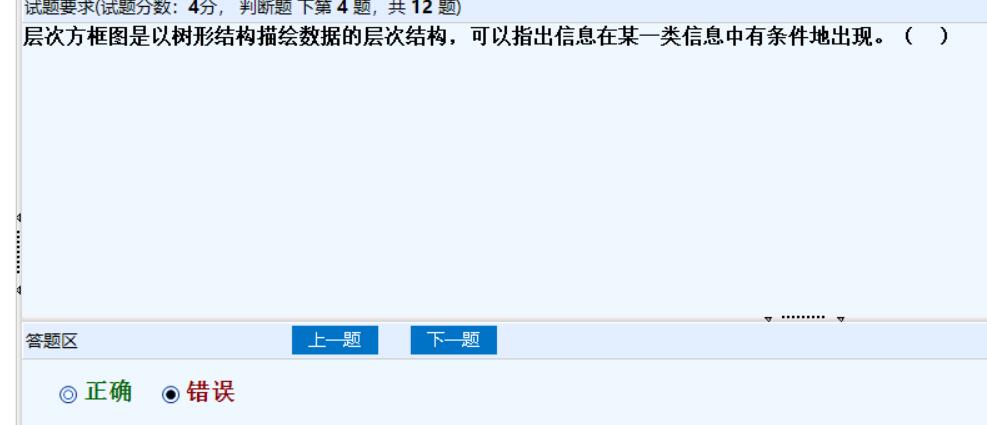 试题要求(试题分数：4分， 判断题 下第 4 题，共 12 题)
层次方框图是以树形结构描绘数据的层次结构，可以指出信息在某一类信息中有条件地出现。（　）
答题区 上一题 下一题
正确 错误